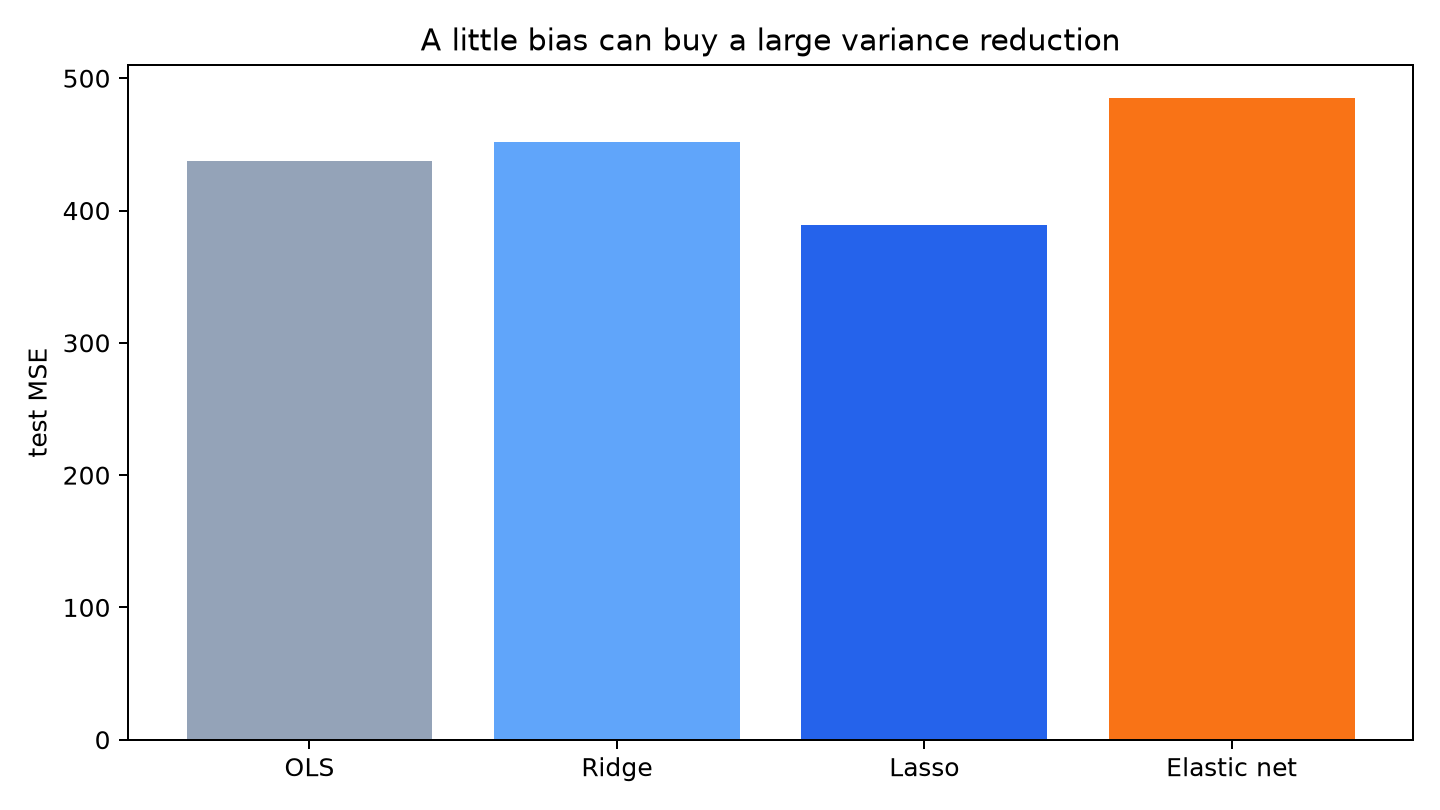 A little bias can buy a large variance reduction
test MSE
500
400
300
200
100
0
OLS
Ridge
Lasso
Elastic net